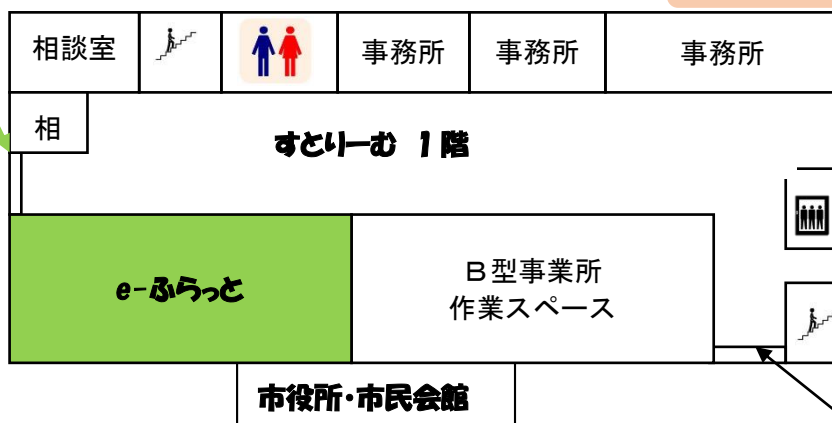 相談室
事務所
事務所
事務所
相
すとりーむ 1階
e-ふらっと
B型事業所
作業スペース
市役所・市民会館